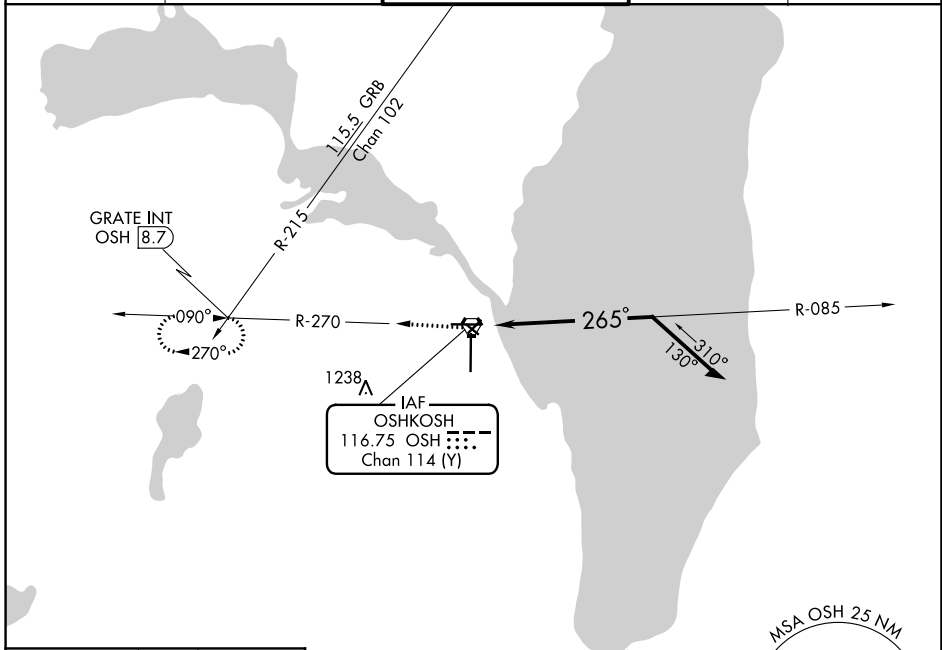 115.5 GRB
Chan 102
R-215
GRATE INT
OSH 8.7
090°
270°
R-270
265°
R-085
310°
130°
1238
IAF
OSHKOSH
116.75 OSH
Chan 114 (Y)
MSA OSH 25 NM